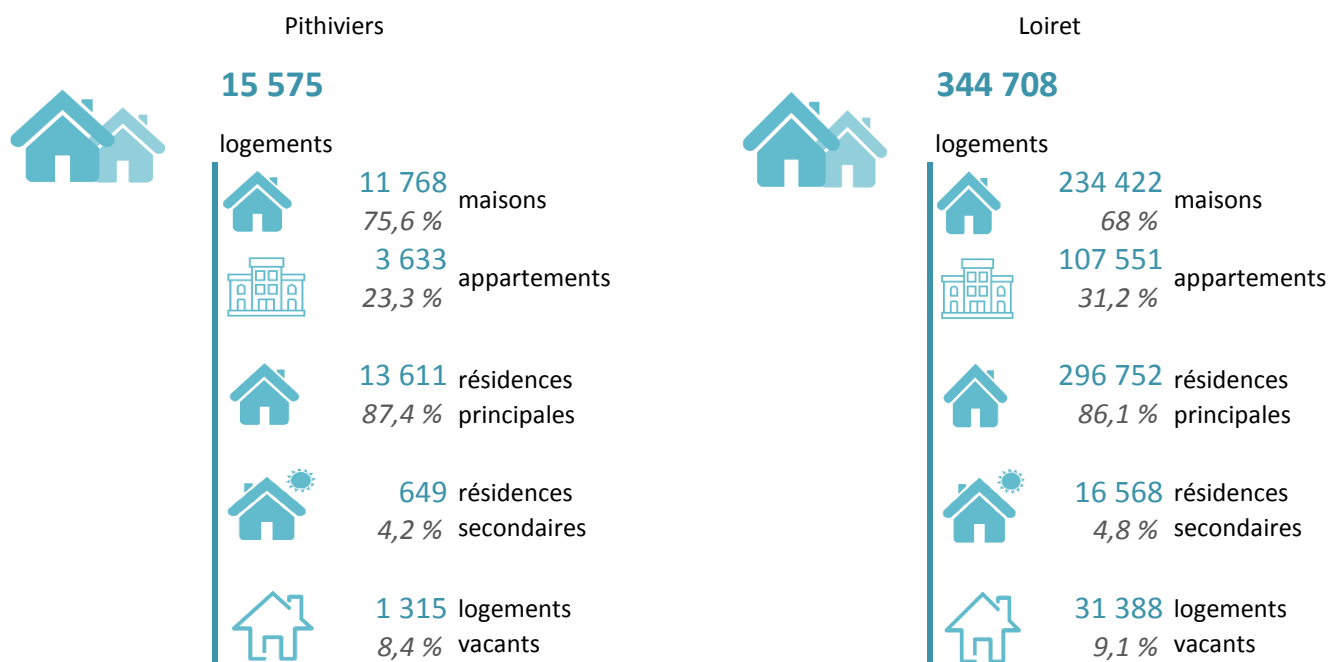 Pithiviers
15 575
logements
11 768
75,6 %
maisons
3 633
23,3 %
appartements
13 611
87,4 %
résidences
principales
649
4,2 %
résidences
secondaires
1 315
8,4 %
logements
vacants
Loiret
344 708
logements
234 422
68 %
maisons
107 551
31,2 %
appartements
296 752
86,1 %
résidences
principales
16 568
4,8 %
résidences
secondaires
31 388
9,1 %
logements
vacants